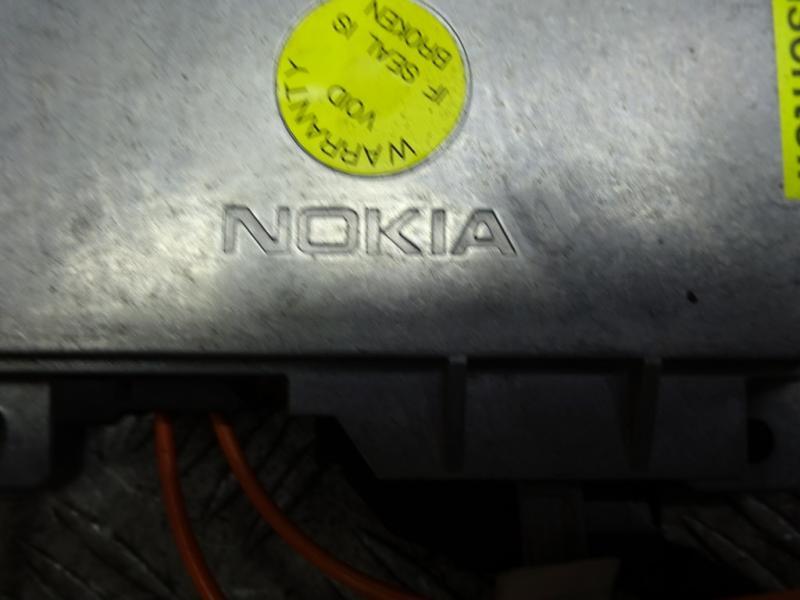 WARRANTY
VOID
IF SEAL IS
BROKEN
NOKIA